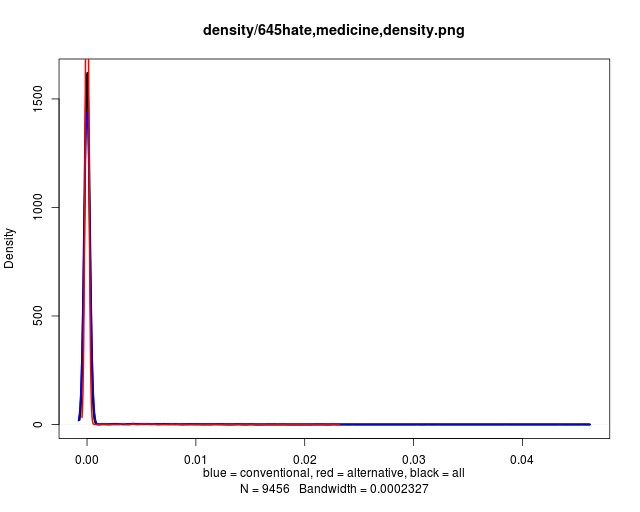 density/645hate,medicine,density.png
Density
1500
1000
500
0
0.00 0.01 0.02 0.03 0.04
blue = conventional, red = alternative, black = all
N = 9456 Bandwidth = 0.0002327